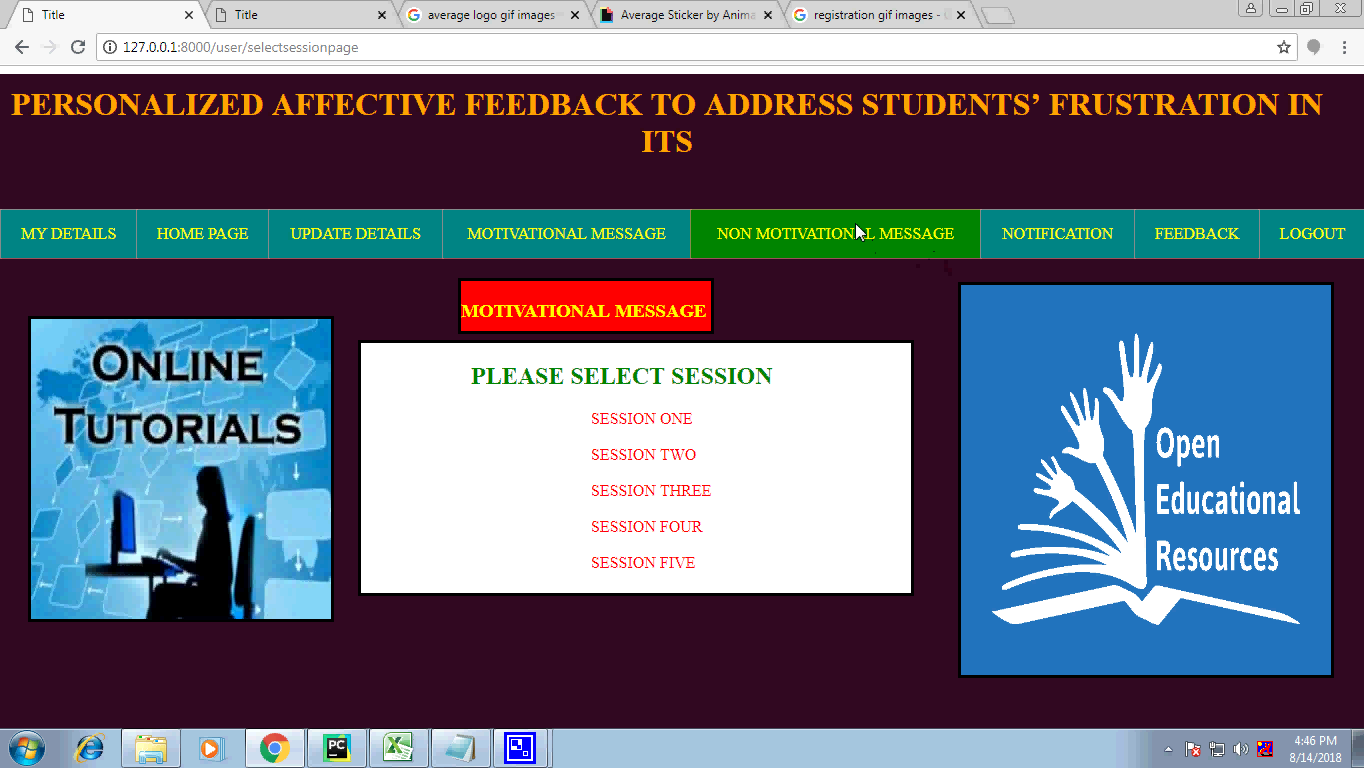 Title
Title
average logo gif images
Average Sticker by Anima
registration gif images -
127.0.0.1:8000/user/selectsessionpage
PERSONALIZED AFFECTIVE FEEDBACK TO ADDRESS STUDENTS’ FRUSTRATION IN
ITS
MY DETAILS
HOME PAGE
UPDATE DETAILS
MOTIVATIONAL MESSAGE
NON MOTIVATIONAL MESSAGE
NOTIFICATION
FEEDBACK
LOGOUT
ONLINE
TUTORIALS
MOTIVATIONAL MESSAGE
PLEASE SELECT SESSION
SESSION ONE
SESSION TWO
SESSION THREE
SESSION FOUR
SESSION FIVE
Open
Educational
Resources
PC
4:46 PM
8/14/2018